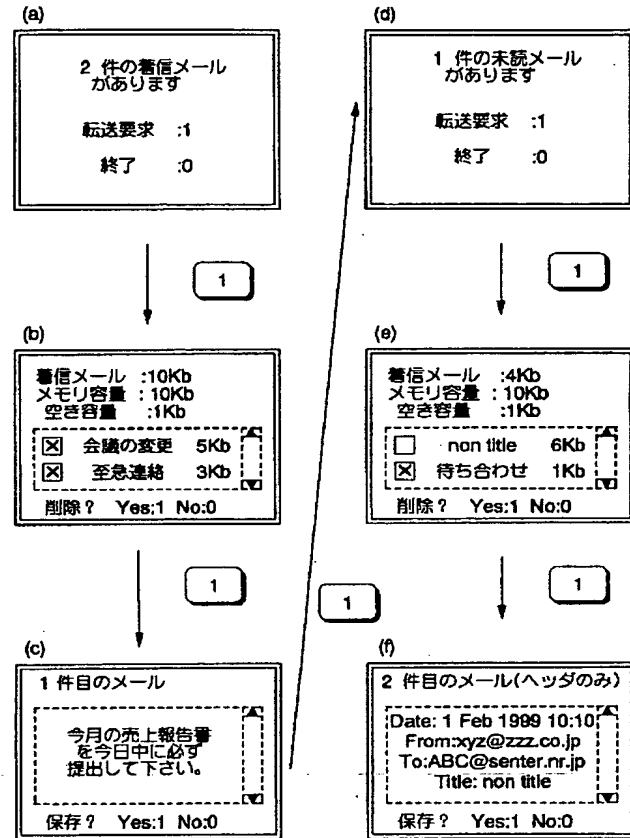 (a)
2 件の着信メール
があります
転送要求 :1
終了 :0
1
(b)
着信メール :10Kb
メモリ容量 : 10Kb
空き容量 :1Kb
会議の変更 5Kb
至急連絡 3Kb
削除? Yes:1 No:0
1
(c)
1 件目のメール
今月の売上報告書
を今日中に必ず
提出して下さい。
保存? Yes:1 No:0
1
(d)
1 件の未読メール
があります
転送要求 :1
終了 :0
1
(e)
着信メール :4Kb
メモリ容量 : 10Kb
空き容量 :1Kb
non title 6Kb
待ち合わせ 1Kb
削除? Yes:1 No:0
1
(f)
2 件目のメール(ヘッダのみ)
Date: 1 Feb 1999 10:10
From:xyz@zzz.co.jp
To:ABC@senter.nr.jp
Title: non title
保存? Yes:1 No:0